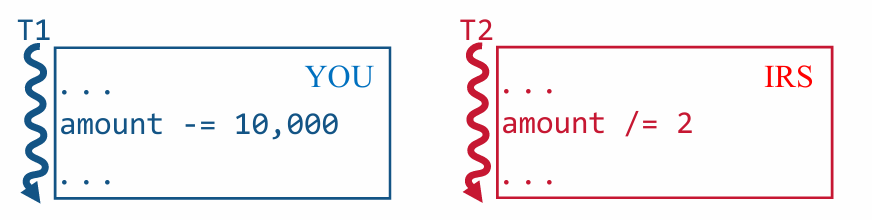 T1
YOU
...
amount -= 10,000
...
T2
IRS
...
amount /= 2
...